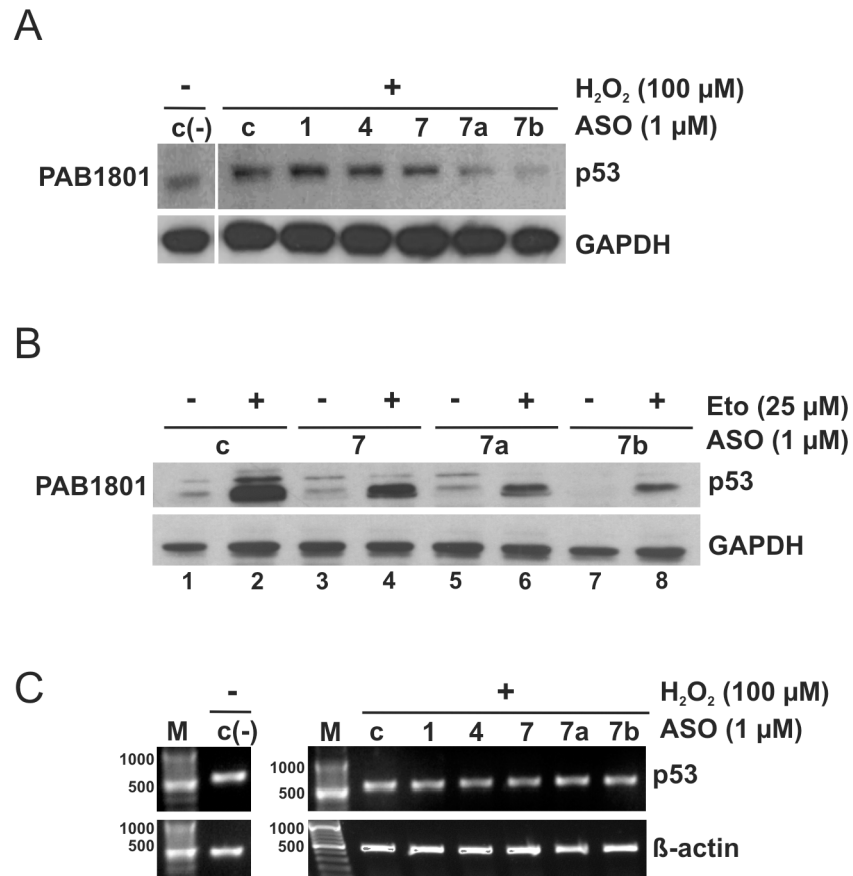 A
- + H₂O₂ (100 µM)
c(-) c 1 4 7 7a 7b ASO (1 µM)
PAB1801 p53
GAPDH
B
- + - + - + - + Eto (25 µM)
c 7 7a 7b ASO (1 µM)
PAB1801 p53
GAPDH
1 2 3 4 5 6 7 8
C
- + H₂O₂ (100 µM)
M c(-) M c 1 4 7 7a 7b ASO (1 µM)
1000 1000 p53
500 500
1000 1000
500 500 ß-actin